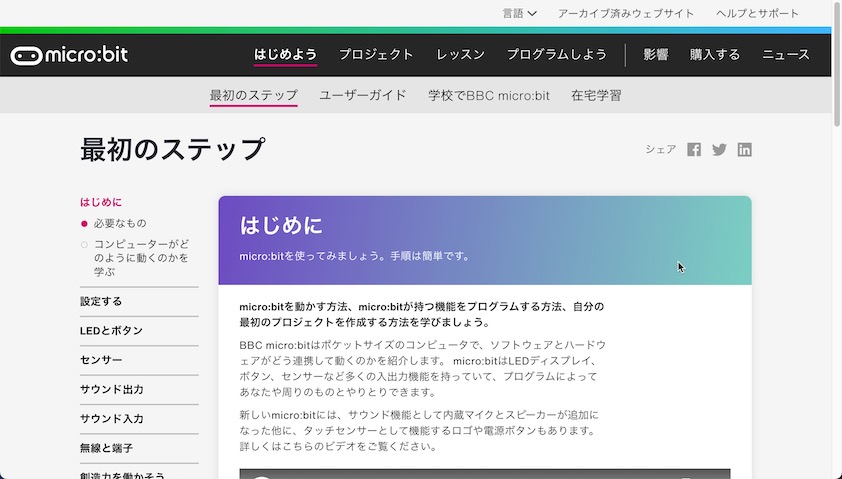 言語
アーカイブ済みウェブサイト
ヘルプとサポート
micro:bit
はじめよう
プロジェクト
レッスン
プログラムしよう
影響
購入する
ニュース
最初のステップ
ユーザーガイド
学校でBBC micro:bit
在宅学習
最初のステップ
シェア
はじめに
必要なもの
コンピューターがど
のように動くのかを
学ぶ
設定する
LEDとボタン
センサー
サウンド出力
サウンド入力
無線と端子
創造力を働かそう
はじめに
micro:bitを使ってみましょう。手順は簡単です。
micro:bitを動かす方法、micro:bitが持つ機能をプログラムする方法、自分の
最初のプロジェクトを作成する方法を学びましょう。
BBC micro:bitはポケットサイズのコンピュータで、ソフトウェアとハードウ
ェアがどう連携して動くのかを紹介します。 micro:bitはLEDディスプレイ、
ボタン、センサーなど多くの入出力機能を持っていて、プログラムによって
あなたや周りのものとやりとりできます。
新しいmicro:bitには、サウンド機能として内蔵マイクとスピーカーが追加に
なった他に、タッチセンサーとして機能するロゴや電源ボタンもあります。
詳しくはこちらのビデオをご覧ください。